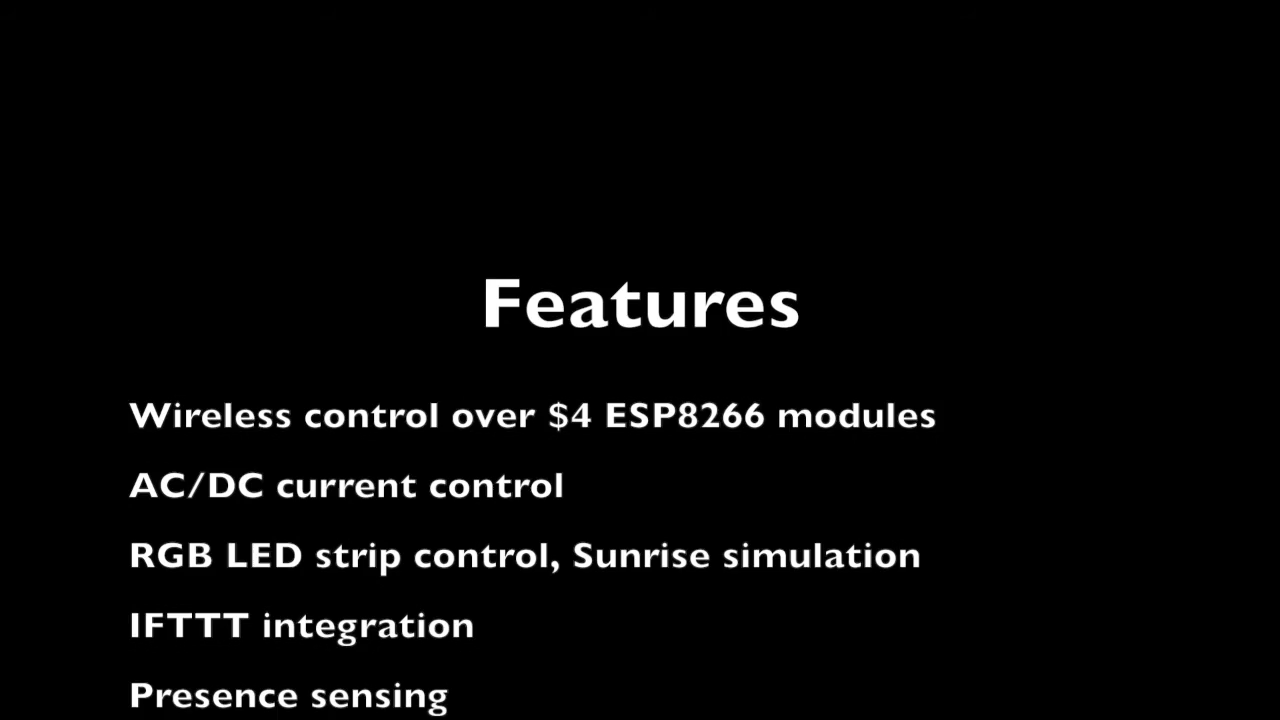 Features
Wireless control over $4 ESP8266 modules
AC/DC current control
RGB LED strip control, Sunrise simulation
IFTTT integration
Presence sensing